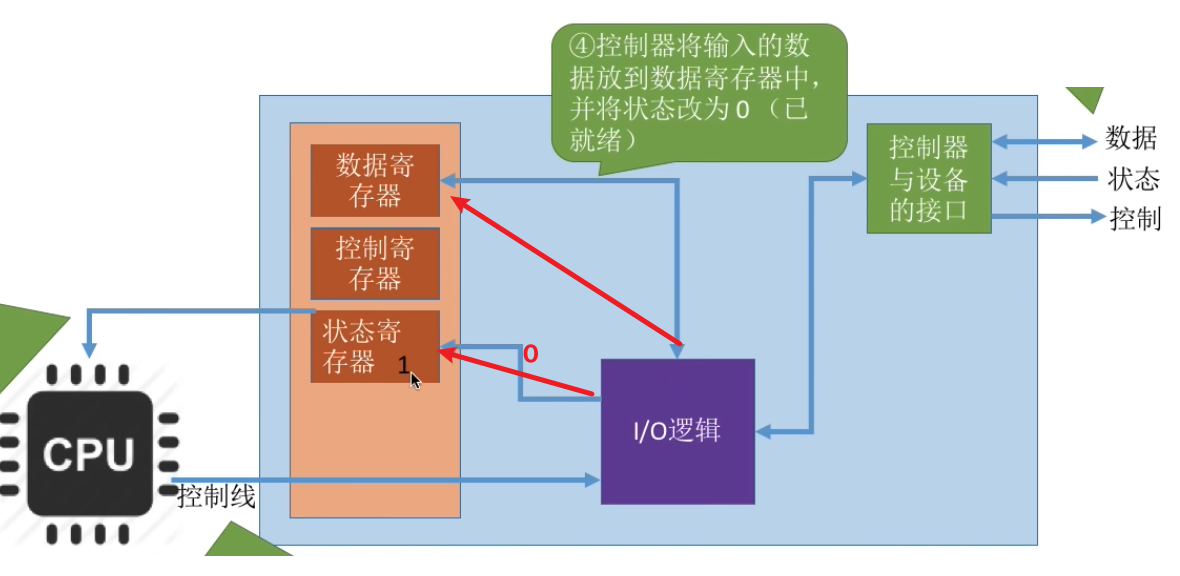 ④控制器将输入的数
据放到数据寄存器中，
并将状态改为 0 （已
就绪）
数据寄
存器
控制寄
存器
状态寄
存器 1
0
I/O逻辑
控制器
与设备
的接口
数据
状态
控制
CPU
控制线